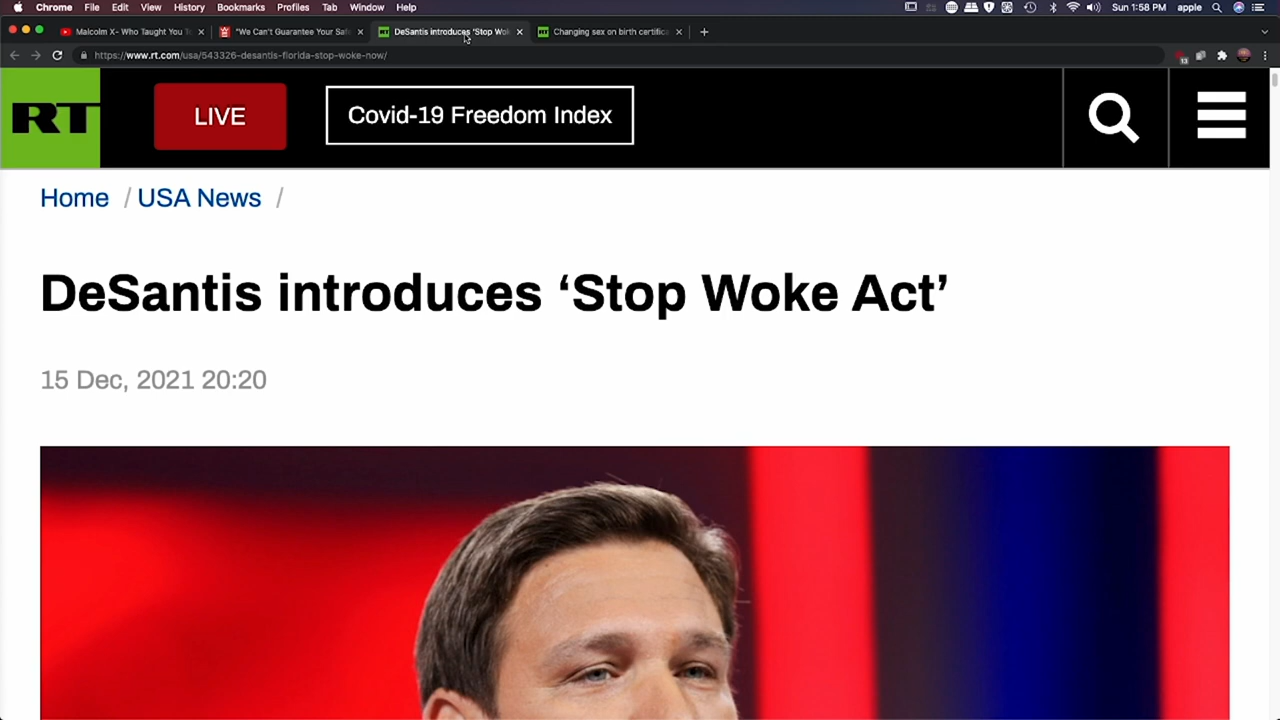 Chrome File Edit View History Bookmarks Profiles Tab Window Help Sun 1:58 PM apple
Malcolm X- Who Taught You T "We Can't Guarantee Your Saf DeSantis introduces 'Stop Wok Changing sex on birth certifica
https://www.rt.com/usa/543326-desantis-florida-stop-woke-now/
13
RT LIVE Covid-19 Freedom Index
Home / USA News /
DeSantis introduces ‘Stop Woke Act’
15 Dec, 2021 20:20